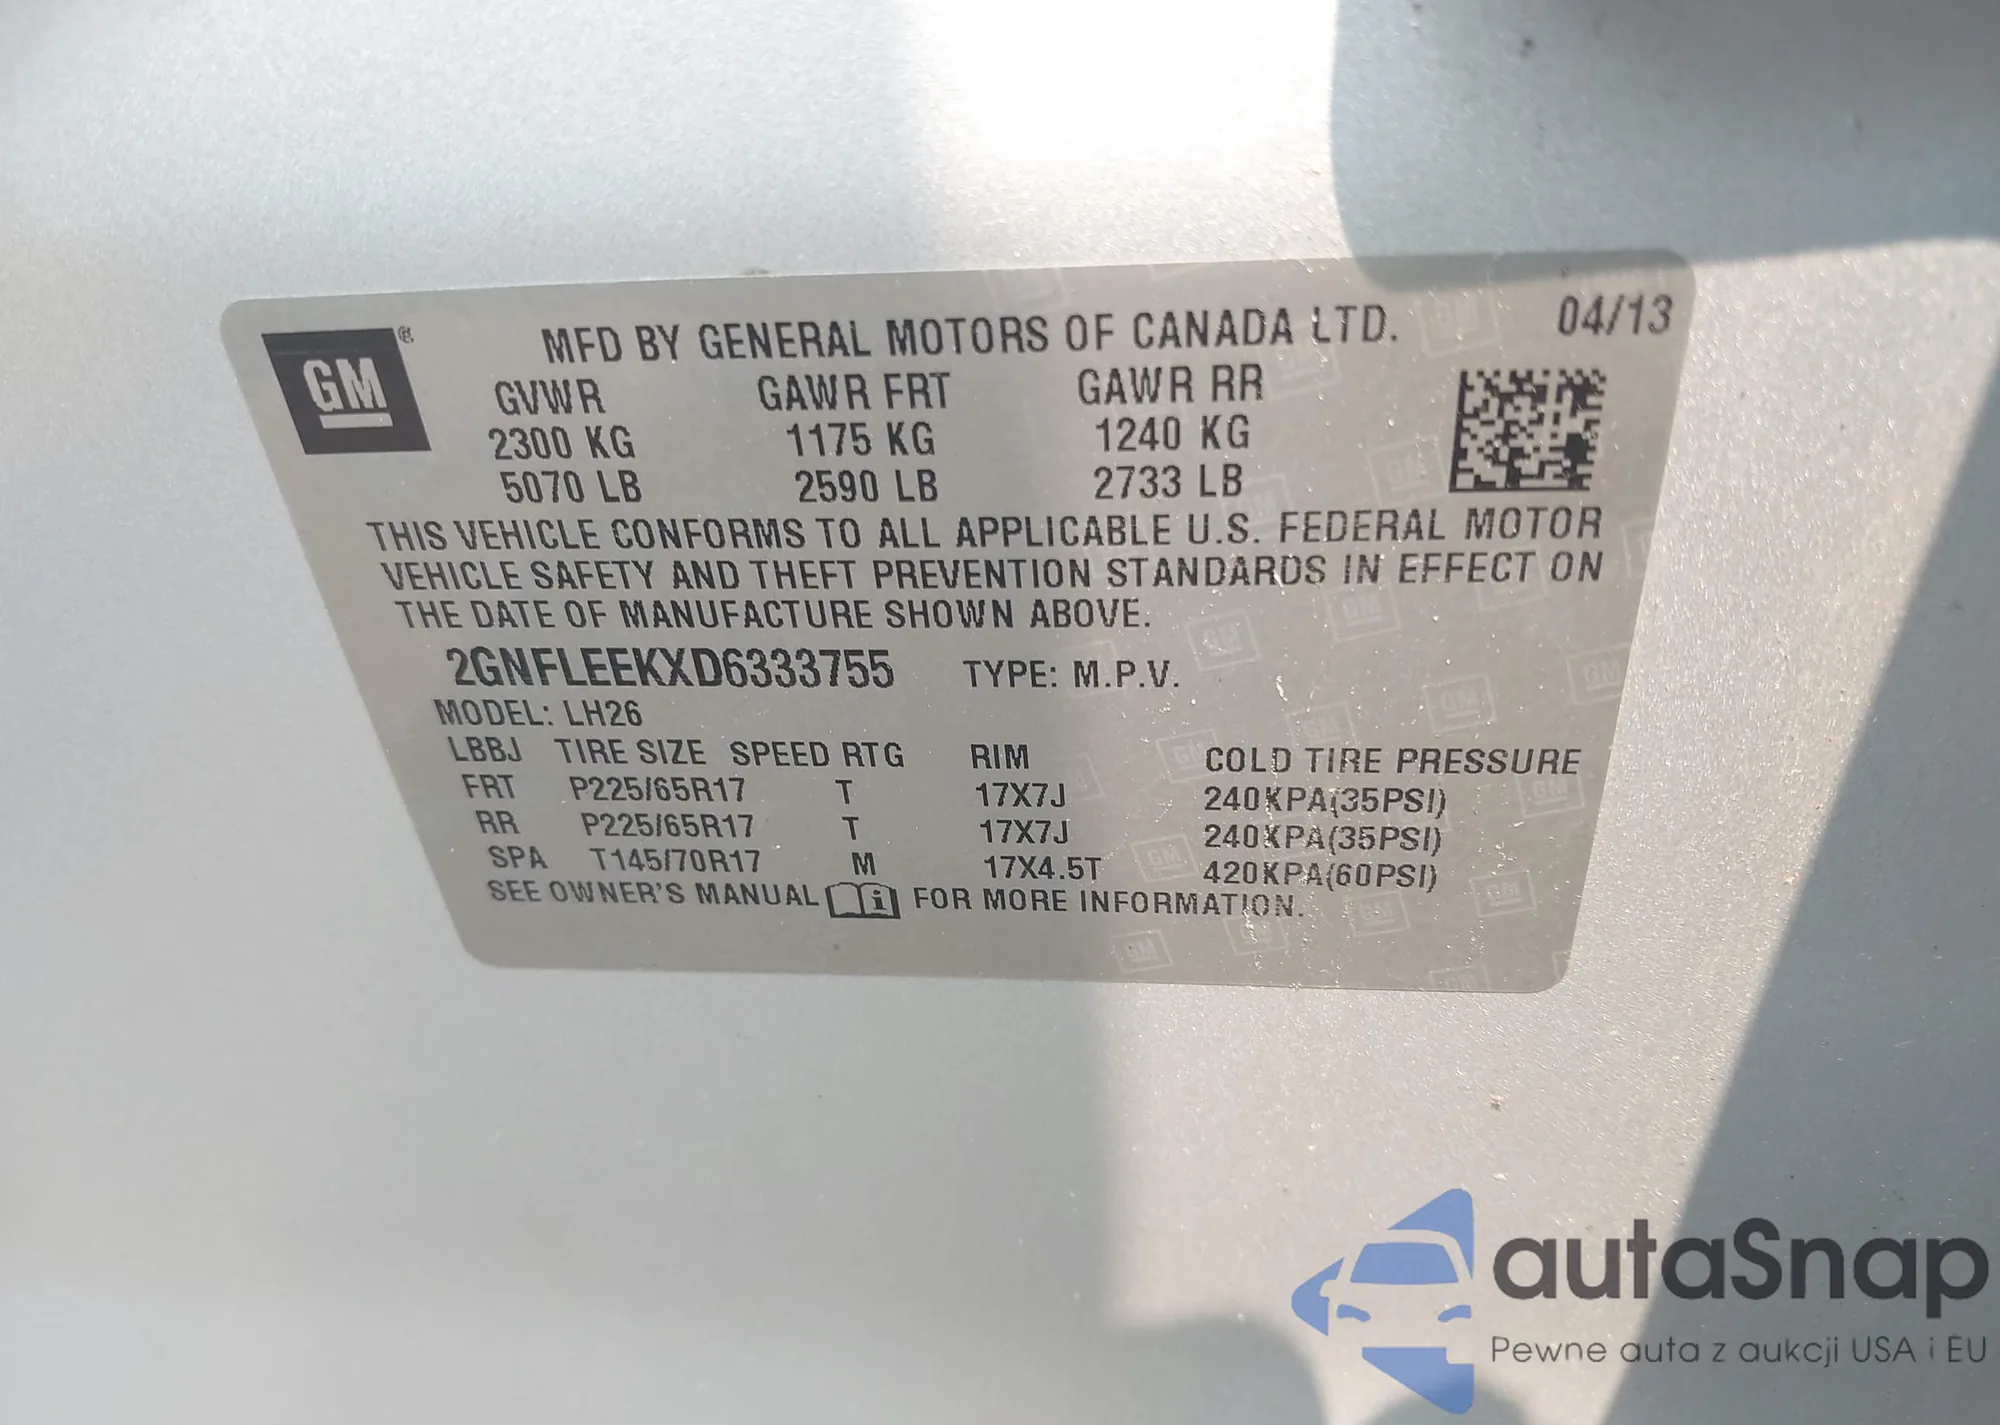 GM ® MFD BY GENERAL MOTORS OF CANADA LTD. 04/13
GVWR GAWR FRT GAWR RR
2300 KG 1175 KG 1240 KG
5070 LB 2590 LB 2733 LB
THIS VEHICLE CONFORMS TO ALL APPLICABLE U.S. FEDERAL MOTOR
VEHICLE SAFETY AND THEFT PREVENTION STANDARDS IN EFFECT ON
THE DATE OF MANUFACTURE SHOWN ABOVE.
2GNFLEEKXD6333755 TYPE: M.P.V.
MODEL: LH26
LBBJ TIRE SIZE SPEED RTG RIM COLD TIRE PRESSURE
FRT P225/65R17 T 17X7J 240KPA(35PSI)
RR P225/65R17 T 17X7J 240KPA(35PSI)
SPA T145/70R17 M 17X4.5T 420KPA(60PSI)
SEE OWNER'S MANUAL i FOR MORE INFORMATION.
autaSnap
Pewne auta z aukcji USA i EU